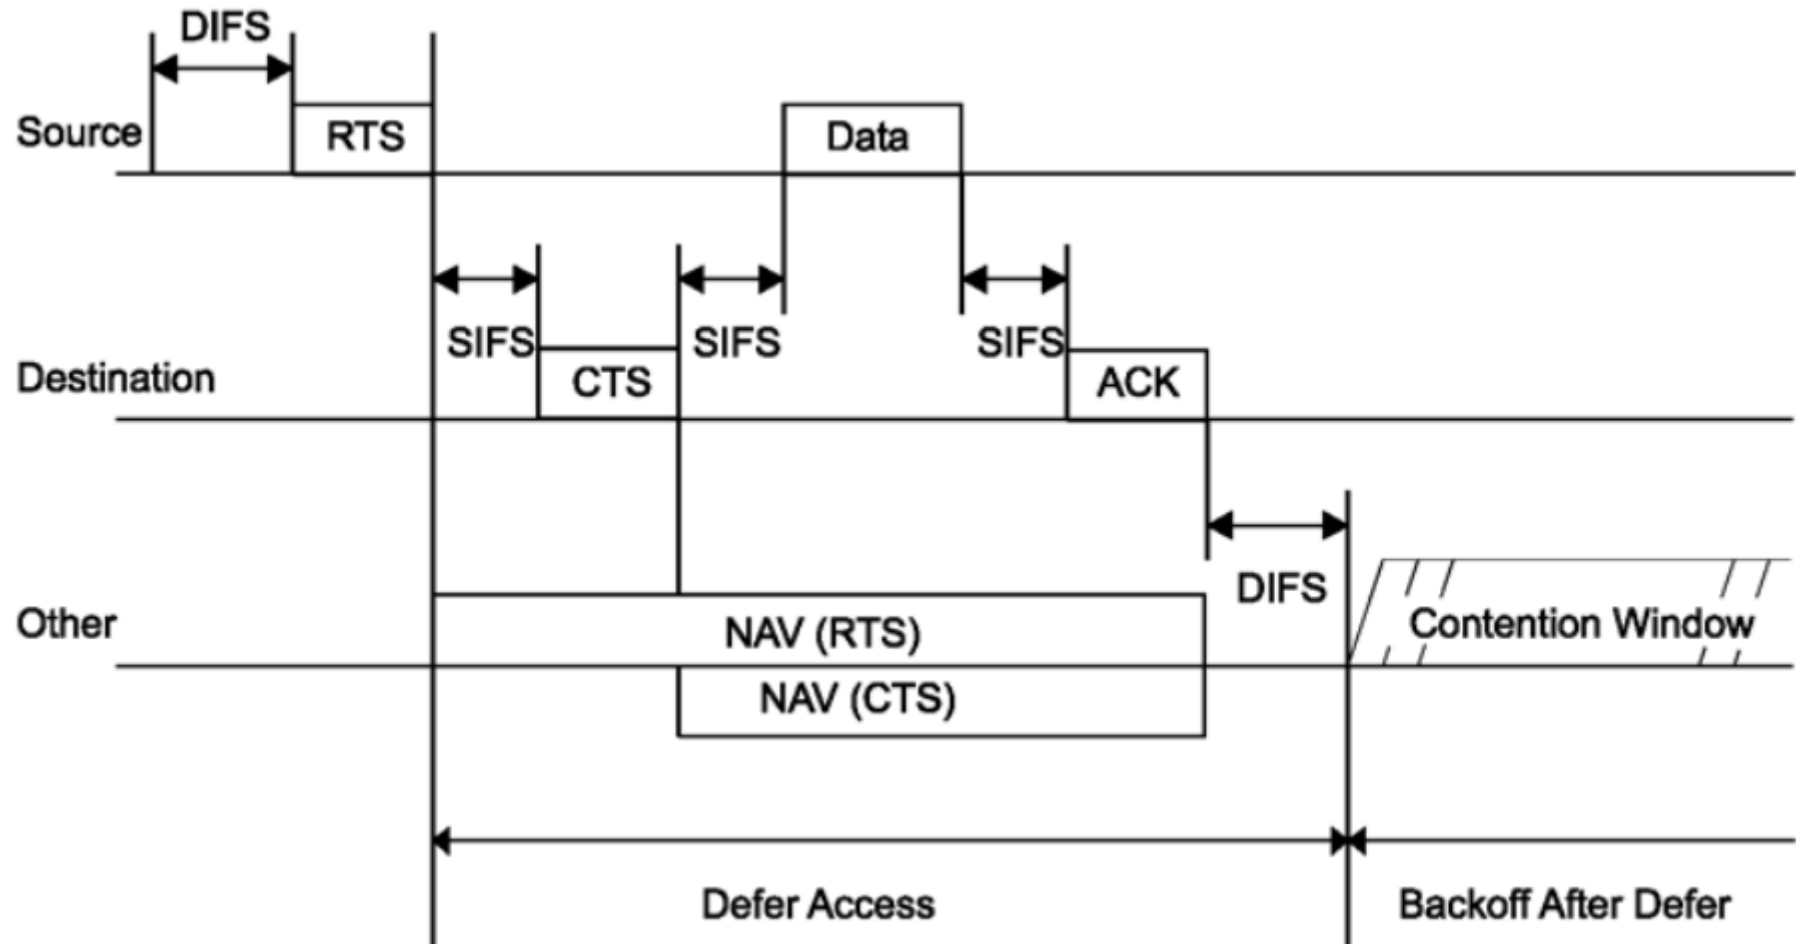 DIFS
Source
RTS
Data
SIFS
SIFS
SIFS
Destination
CTS
ACK
DIFS
Other
NAV (RTS)
Contention Window
NAV (CTS)
Defer Access
Backoff After Defer